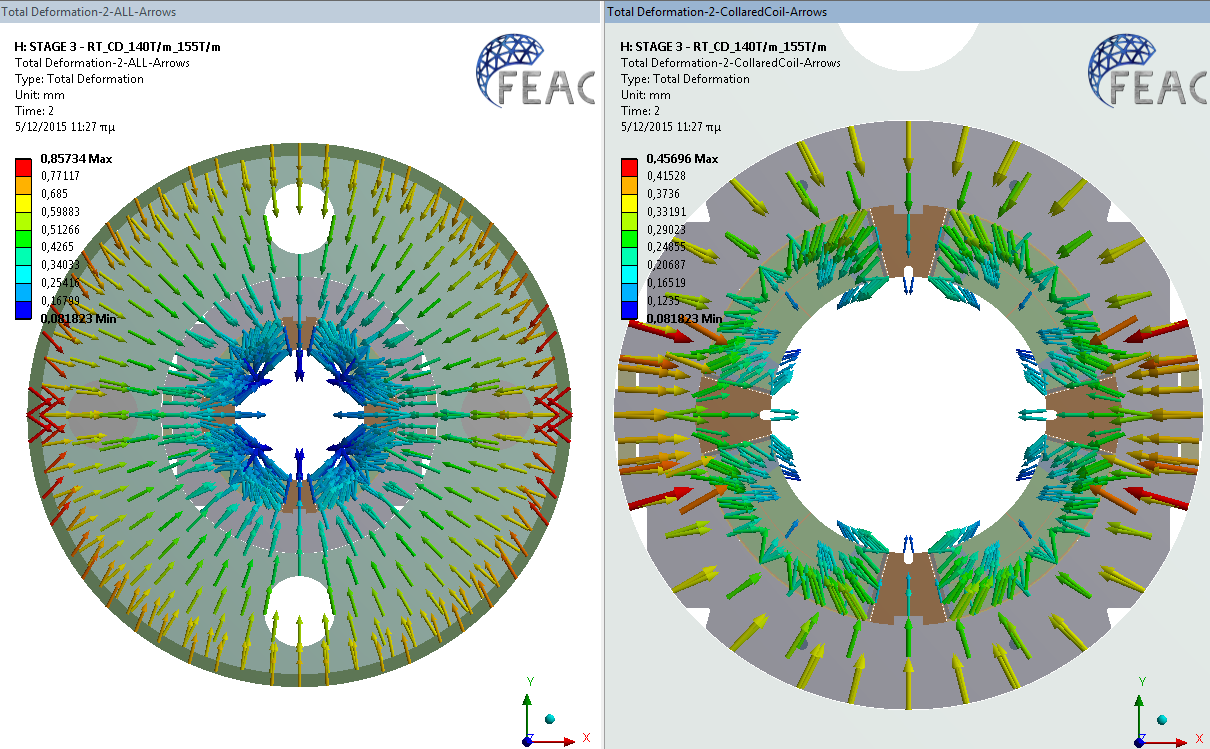 Total Deformation-2-ALL-Arrows
H: STAGE 3 - RT_CD_140T/m_155T/m
Total Deformation-2-ALL-Arrows
Type: Total Deformation
Unit: mm
Time: 2
5/12/2015 11:27 πμ
FEAC
0,85734 Max
0,77117
0,685
0,59883
0,51266
0,4265
0,34033
0,25416
0,16799
0,081823 Min
Y
Z
X
Total Deformation-2-CollaredCoil-Arrows
H: STAGE 3 - RT_CD_140T/m_155T/m
Total Deformation-2-CollaredCoil-Arrows
Type: Total Deformation
Unit: mm
Time: 2
5/12/2015 11:27 πμ
FEAC
0,45696 Max
0,41528
0,3736
0,33191
0,29023
0,24855
0,20687
0,16519
0,1235
0,081823 Min
Y
Z
X